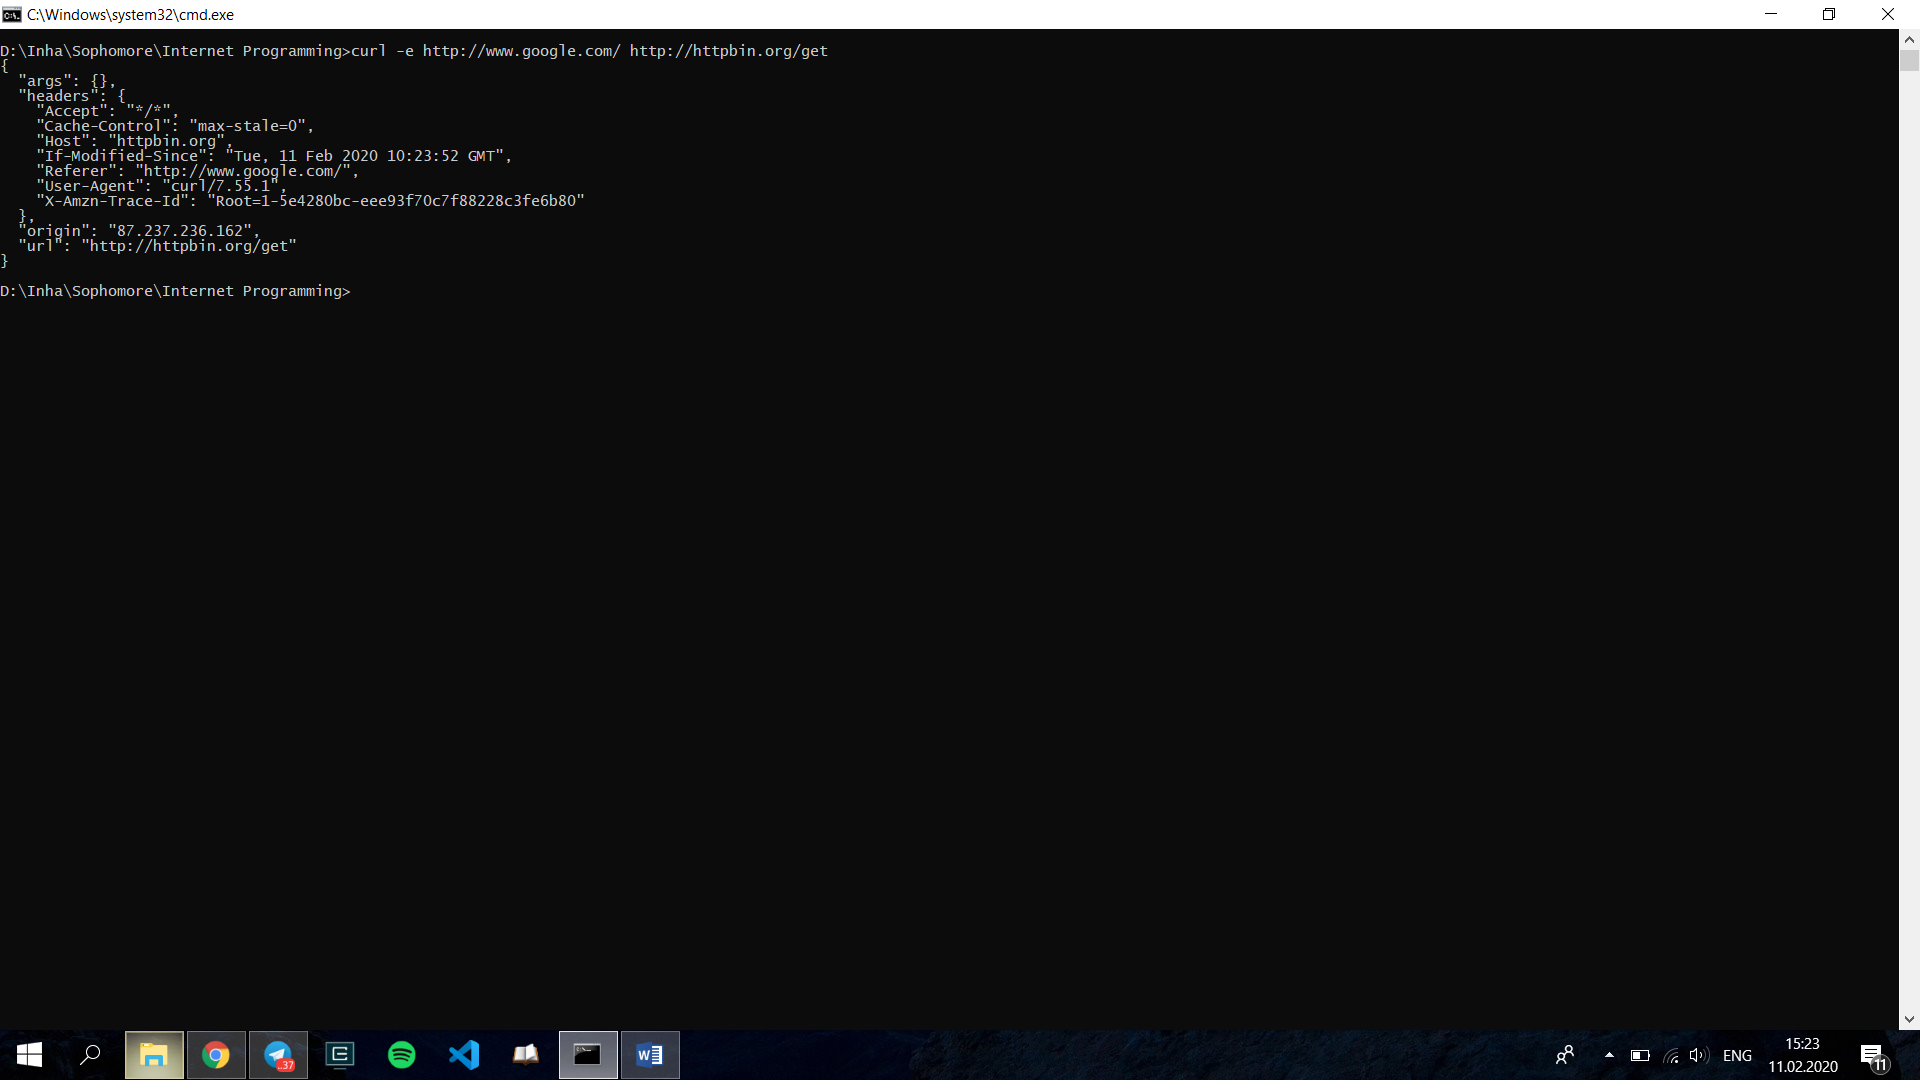 C:\Windows\system32\cmd.exe
D:\Inha\Sophomore\Internet Programming>curl -e http://www.google.com/ http://httpbin.org/get
{
  "args": {},
  "headers": {
    "Accept": "*/*",
    "Cache-Control": "max-stale=0",
    "Host": "httpbin.org",
    "If-Modified-Since": "Tue, 11 Feb 2020 10:23:52 GMT",
    "Referer": "http://www.google.com/",
    "User-Agent": "curl/7.55.1",
    "X-Amzn-Trace-Id": "Root=1-5e4280bc-eee93f70c7f88228c3fe6b80"
  },
  "origin": "87.237.236.162",
  "url": "http://httpbin.org/get"
}
D:\Inha\Sophomore\Internet Programming>
..37
ENG
15:23
11.02.2020
11